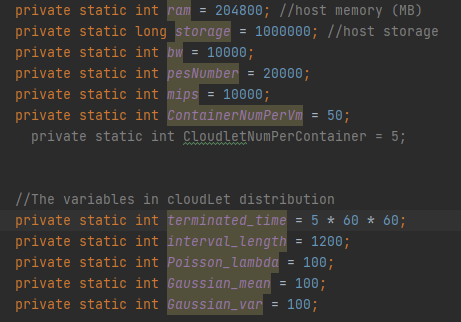 private static int ram = 204800; //host memory (MB)
private static long storage = 1000000; //host storage
private static int bw = 10000;
private static int pesNumber = 20000;
private static int mips = 10000;
private static int ContainerNumPerVm = 50;
private static int CloudletNumPerContainer = 5;
//The variables in cloudLet distribution
private static int terminated_time = 5 * 60 * 60;
private static int interval_length = 1200;
private static int Poisson_lambda = 100;
private static int Gaussian_mean = 100;
private static int Gaussian_var = 100;